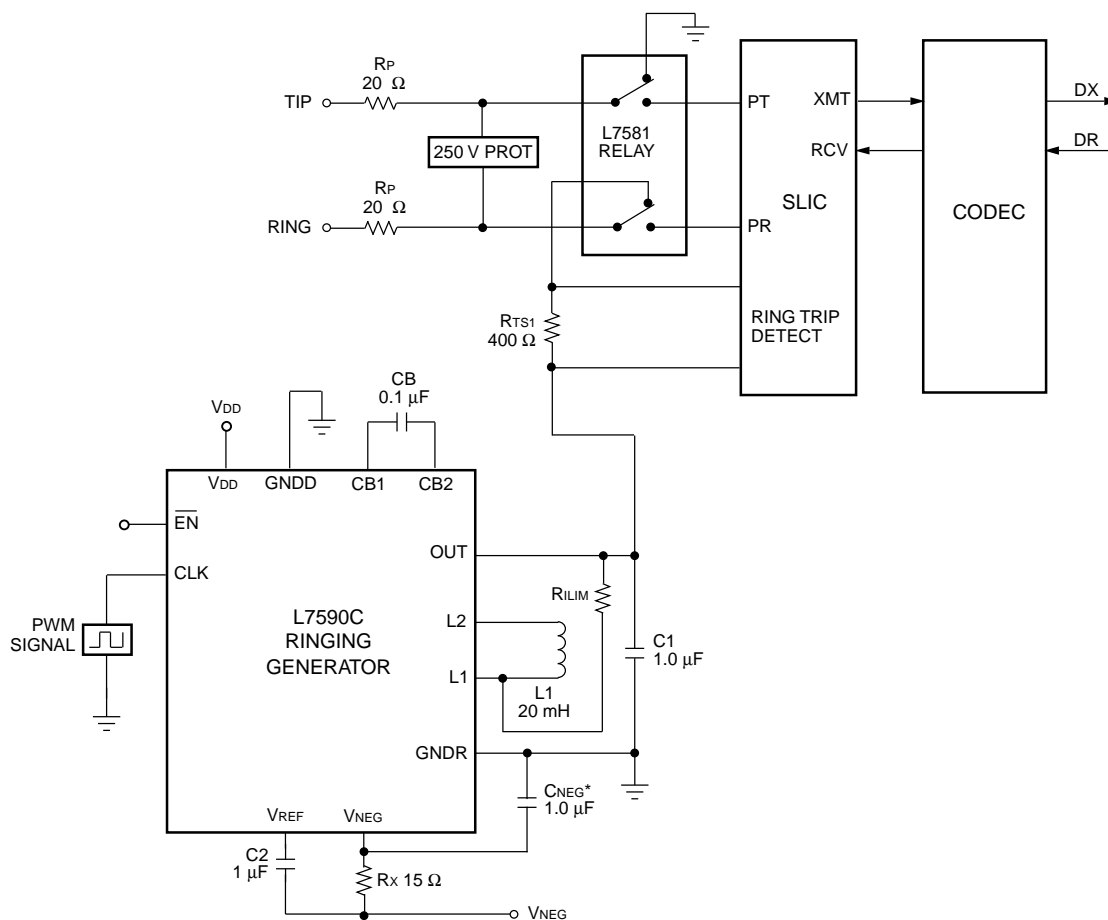 RP
20 Ω
TIP
250 V PROT
RP
20 Ω
RING
L7581
RELAY
PT
PR
XMT
RCV
SLIC
RING TRIP
DETECT
CODEC
DX
DR
RTS1
400 Ω
CB
0.1 μF
VDD
VDD
GNDD
CB1
CB2
EN
CLK
PWM
SIGNAL
L7590C
RINGING
GENERATOR
OUT
L2
L1
GNDR
RILIM
L1
20 mH
C1
1.0 μF
CNEG*
1.0 μF
VREF
VNEG
C2
1 μF
RX 15 Ω
VNEG